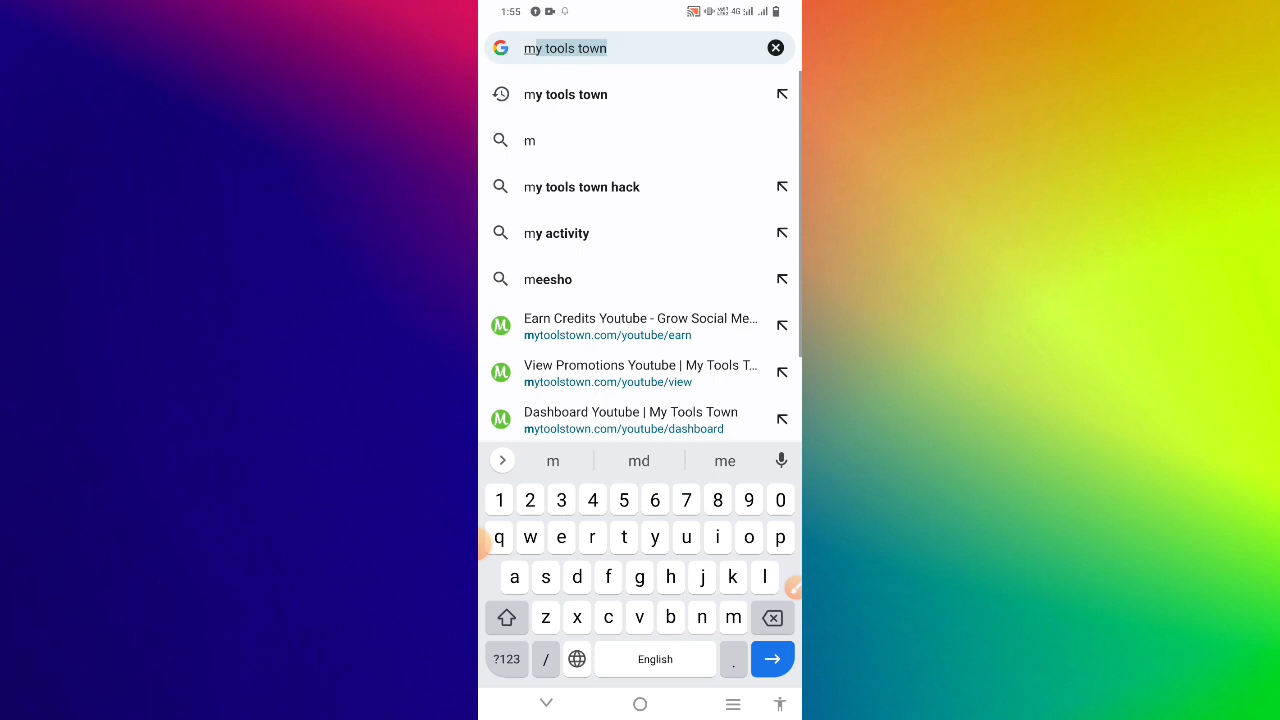 1:55
4G
my tools town
my tools town
m
my tools town hack
my activity
meesho
Earn Credits Youtube - Grow Social Me...
mytoolstown.com/youtube/earn
View Promotions Youtube | My Tools T...
mytoolstown.com/youtube/view
Dashboard Youtube | My Tools Town
mytoolstown.com/youtube/dashboard
m md me
1 2 3 4 5 6 7 8 9 0
q w e r t y u i o p
a s d f g h j k l
z x c v b n m
?123 / English .